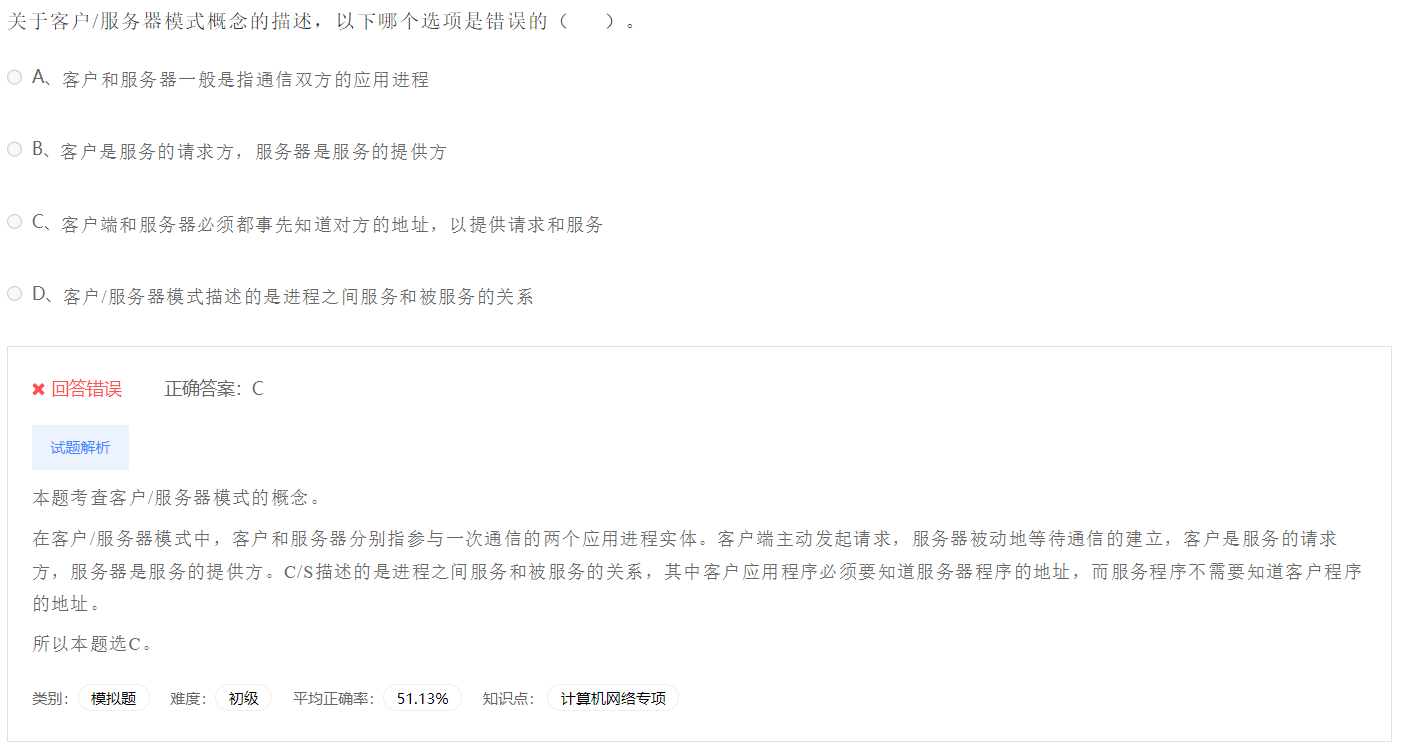 关于客户/服务器模式概念的描述，以下哪个选项是错误的（　　）。
A、客户和服务器一般是指通信双方的应用进程
B、客户是服务的请求方，服务器是服务的提供方
C、客户端和服务器必须都事先知道对方的地址，以提供请求和服务
D、客户/服务器模式描述的是进程之间服务和被服务的关系
✖ 回答错误　　正确答案：C
试题解析
本题考查客户/服务器模式的概念。
在客户/服务器模式中，客户和服务器分别指参与一次通信的两个应用进程实体。客户端主动发起请求，服务器被动地等待通信的建立，客户是服务的请求
方，服务器是服务的提供方。C/S描述的是进程之间服务和被服务的关系，其中客户应用程序必须要知道服务器程序的地址，而服务程序不需要知道客户程序
的地址。
所以本题选C。
类别：模拟题　难度：初级　平均正确率：51.13%　知识点：计算机网络专项